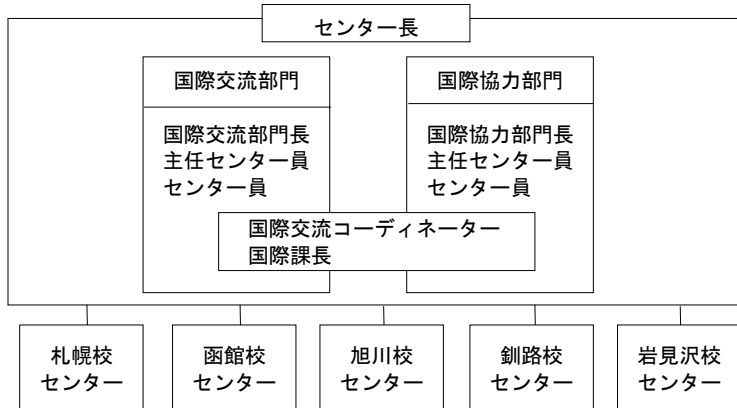 センター長
国際交流部門
国際交流部門長
主任センター員
センター員
国際協力部門
国際協力部門長
主任センター員
センター員
国際交流コーディネーター
国際課長
札幌校
センター
函館校
センター
旭川校
センター
釧路校
センター
岩見沢校
センター